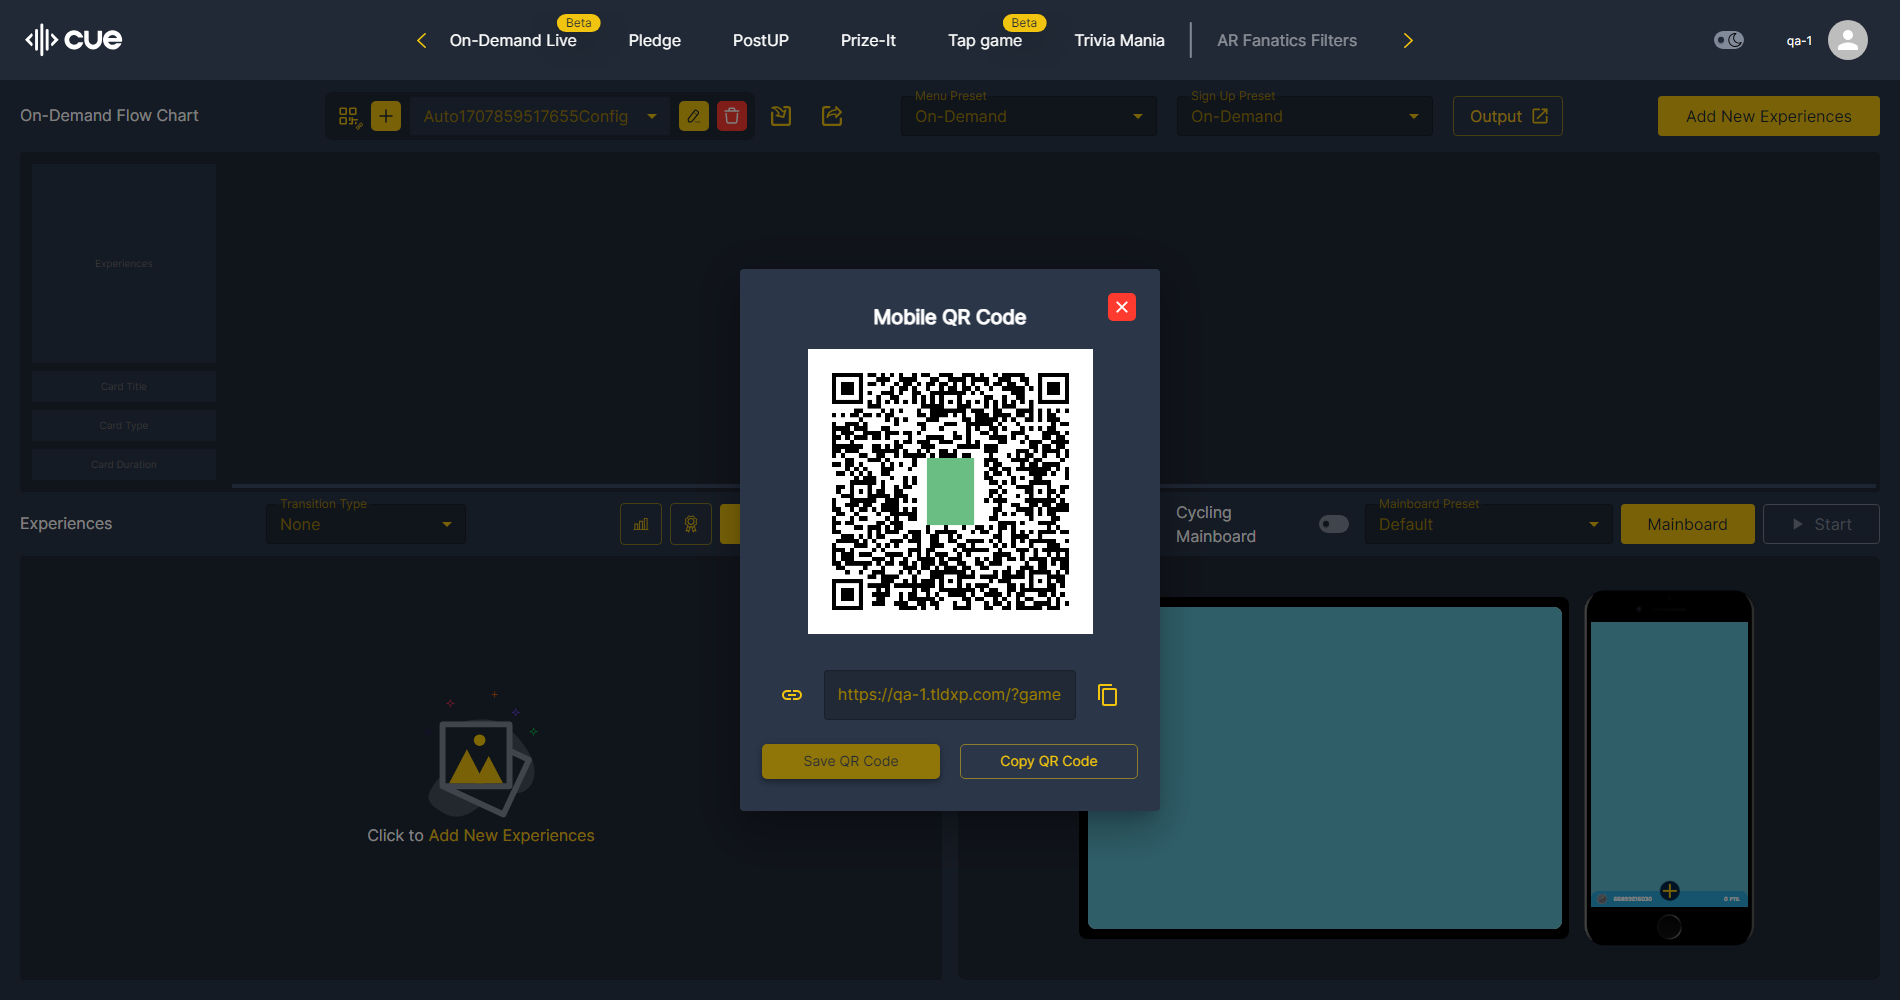 cue
On-Demand Live
Beta
Pledge
PostUP
Prize-It
Tap game
Beta
Trivia Mania
AR Fanatics Filters
qa-1
On-Demand Flow Chart
Auto1707859517655Config
Menu Preset
On-Demand
Sign Up Preset
On-Demand
Output
Add New Experiences
Experiences
Card Title
Card Type
Card Duration
Mobile QR Code
https://qa-1.tldxp.com/?game
Save QR Code
Copy QR Code
Experiences
Transition Type
None
Cycling
Mainboard
Mainboard Preset
Default
Mainboard
Start
Click to Add New Experiences
0 PTS